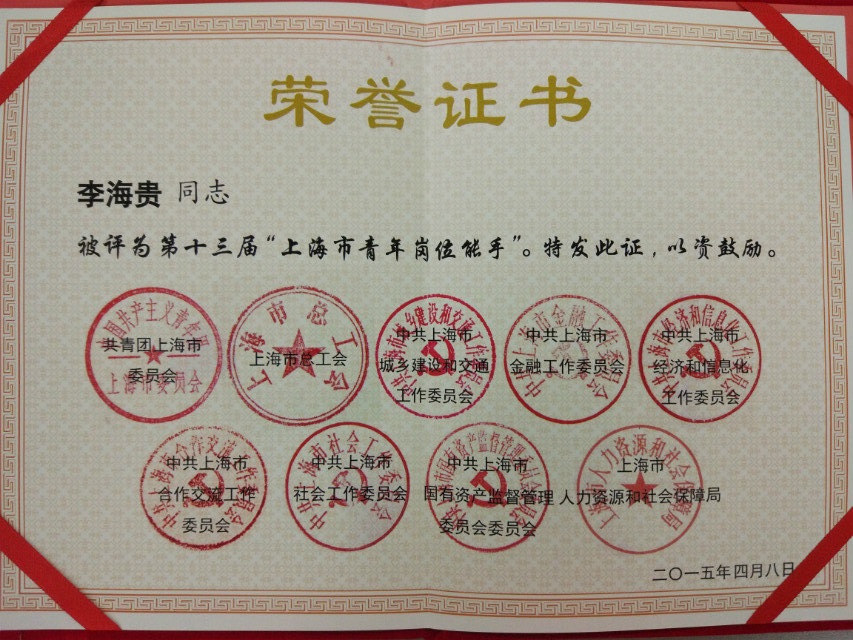 荣誉证书
李海贵 同志
被评为第十三届“上海市青年岗位能手”。特发此证，以资鼓励。
共青团上海市
委员会
上海市总工会
中共上海市
城乡建设和交通
工作委员会
中共上海市
金融工作委员会
中共上海市
经济和信息化
工作委员会
中共上海市
合作交流工作
委员会
中共上海市
社会工作委员会
中共上海市
国有资产监督管理
委员会委员会
上海市
人力资源和社会保障局
上海市总工会
二〇一五年四月八日